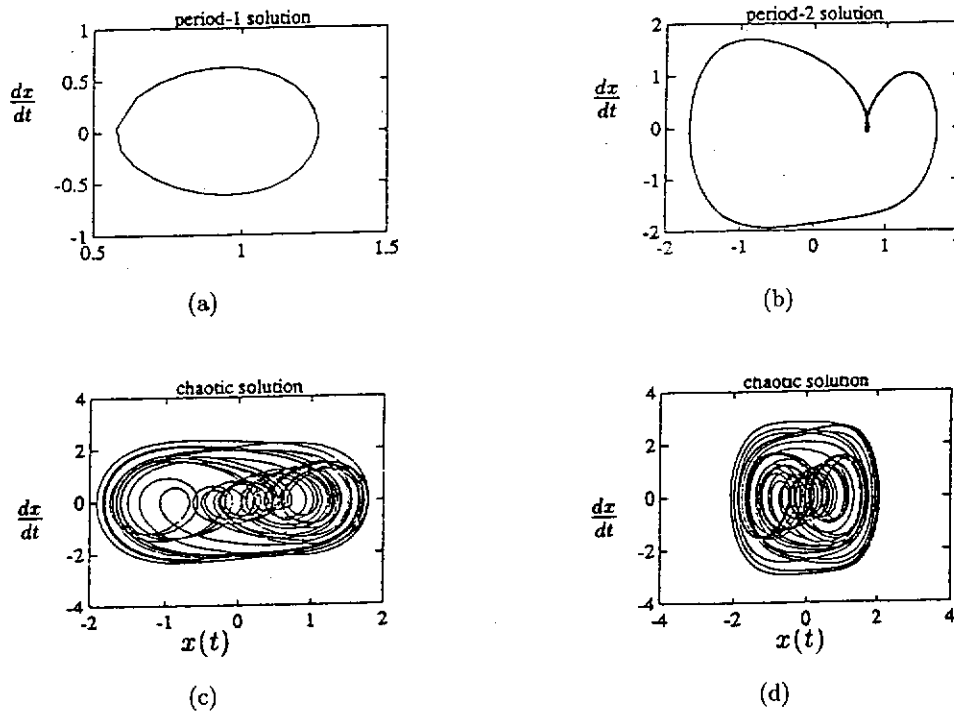 period-1 solution
1
0.5
dx
dt
0
-0.5
-1
0.5
1
1.5
(a)
period-2 solution
2
1
dx
dt
0
-1
-2
-2
-1
0
1
(b)
chaotic solution
4
2
dx
dt
0
-2
-4
-2
-1
0
1
2
x(t)
(c)
chaotic solution
4
2
dx
dt
0
-2
-4
-4
-2
0
2
4
x(t)
(d)